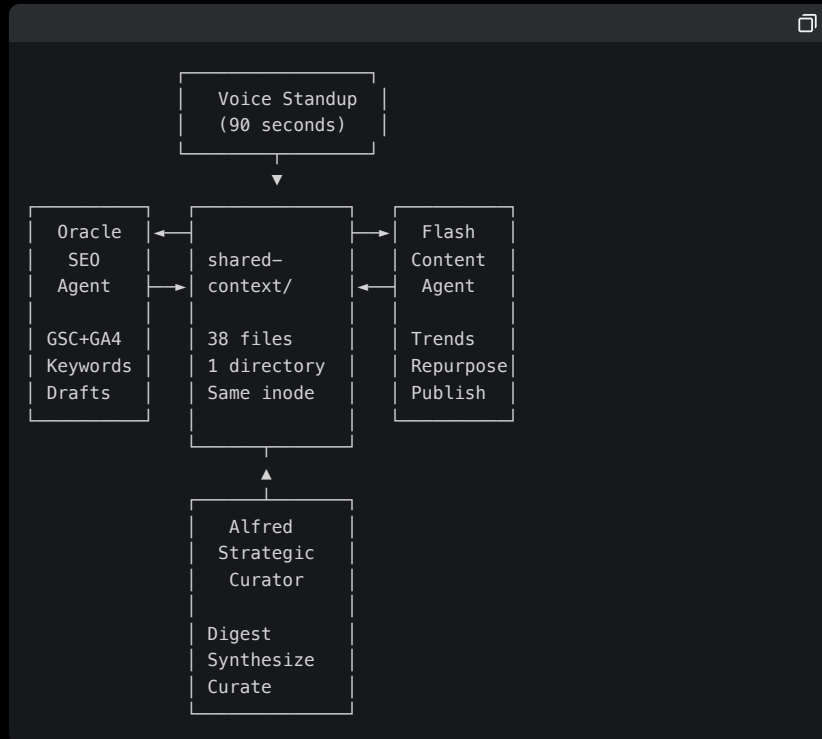 Voice Standup
(90 seconds)
Oracle
SEO
Agent
GSC+GA4
Keywords
Drafts
shared-
context/
38 files
1 directory
Same inode
Flash
Content
Agent
Trends
Repurpose
Publish
Alfred
Strategic
Curator
Digest
Synthesize
Curate